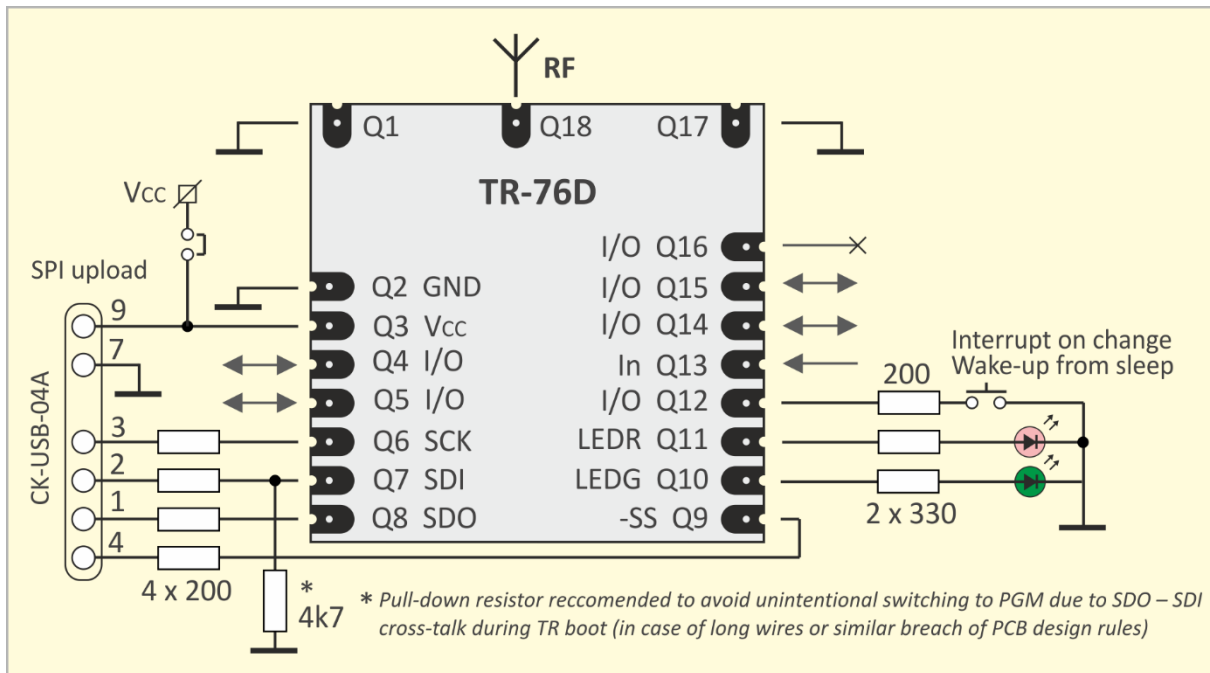 RF
Q1
Q18
Q17
TR-76D
Vcc
SPI upload
CK-USB-04A
9
7
3
2
1
4
Q2 GND
Q3 Vcc
Q4 I/O
Q5 I/O
Q6 SCK
Q7 SDI
Q8 SDO
I/O Q16
I/O Q15
I/O Q14
In Q13
I/O Q12
LEDR Q11
LEDG Q10
-SS Q9
Interrupt on change
Wake-up from sleep
200
2 x 330
4 x 200
*
4k7
* Pull-down resistor reccomended to avoid unintentional switching to PGM due to SDO – SDI
cross-talk during TR boot (in case of long wires or similar breach of PCB design rules)